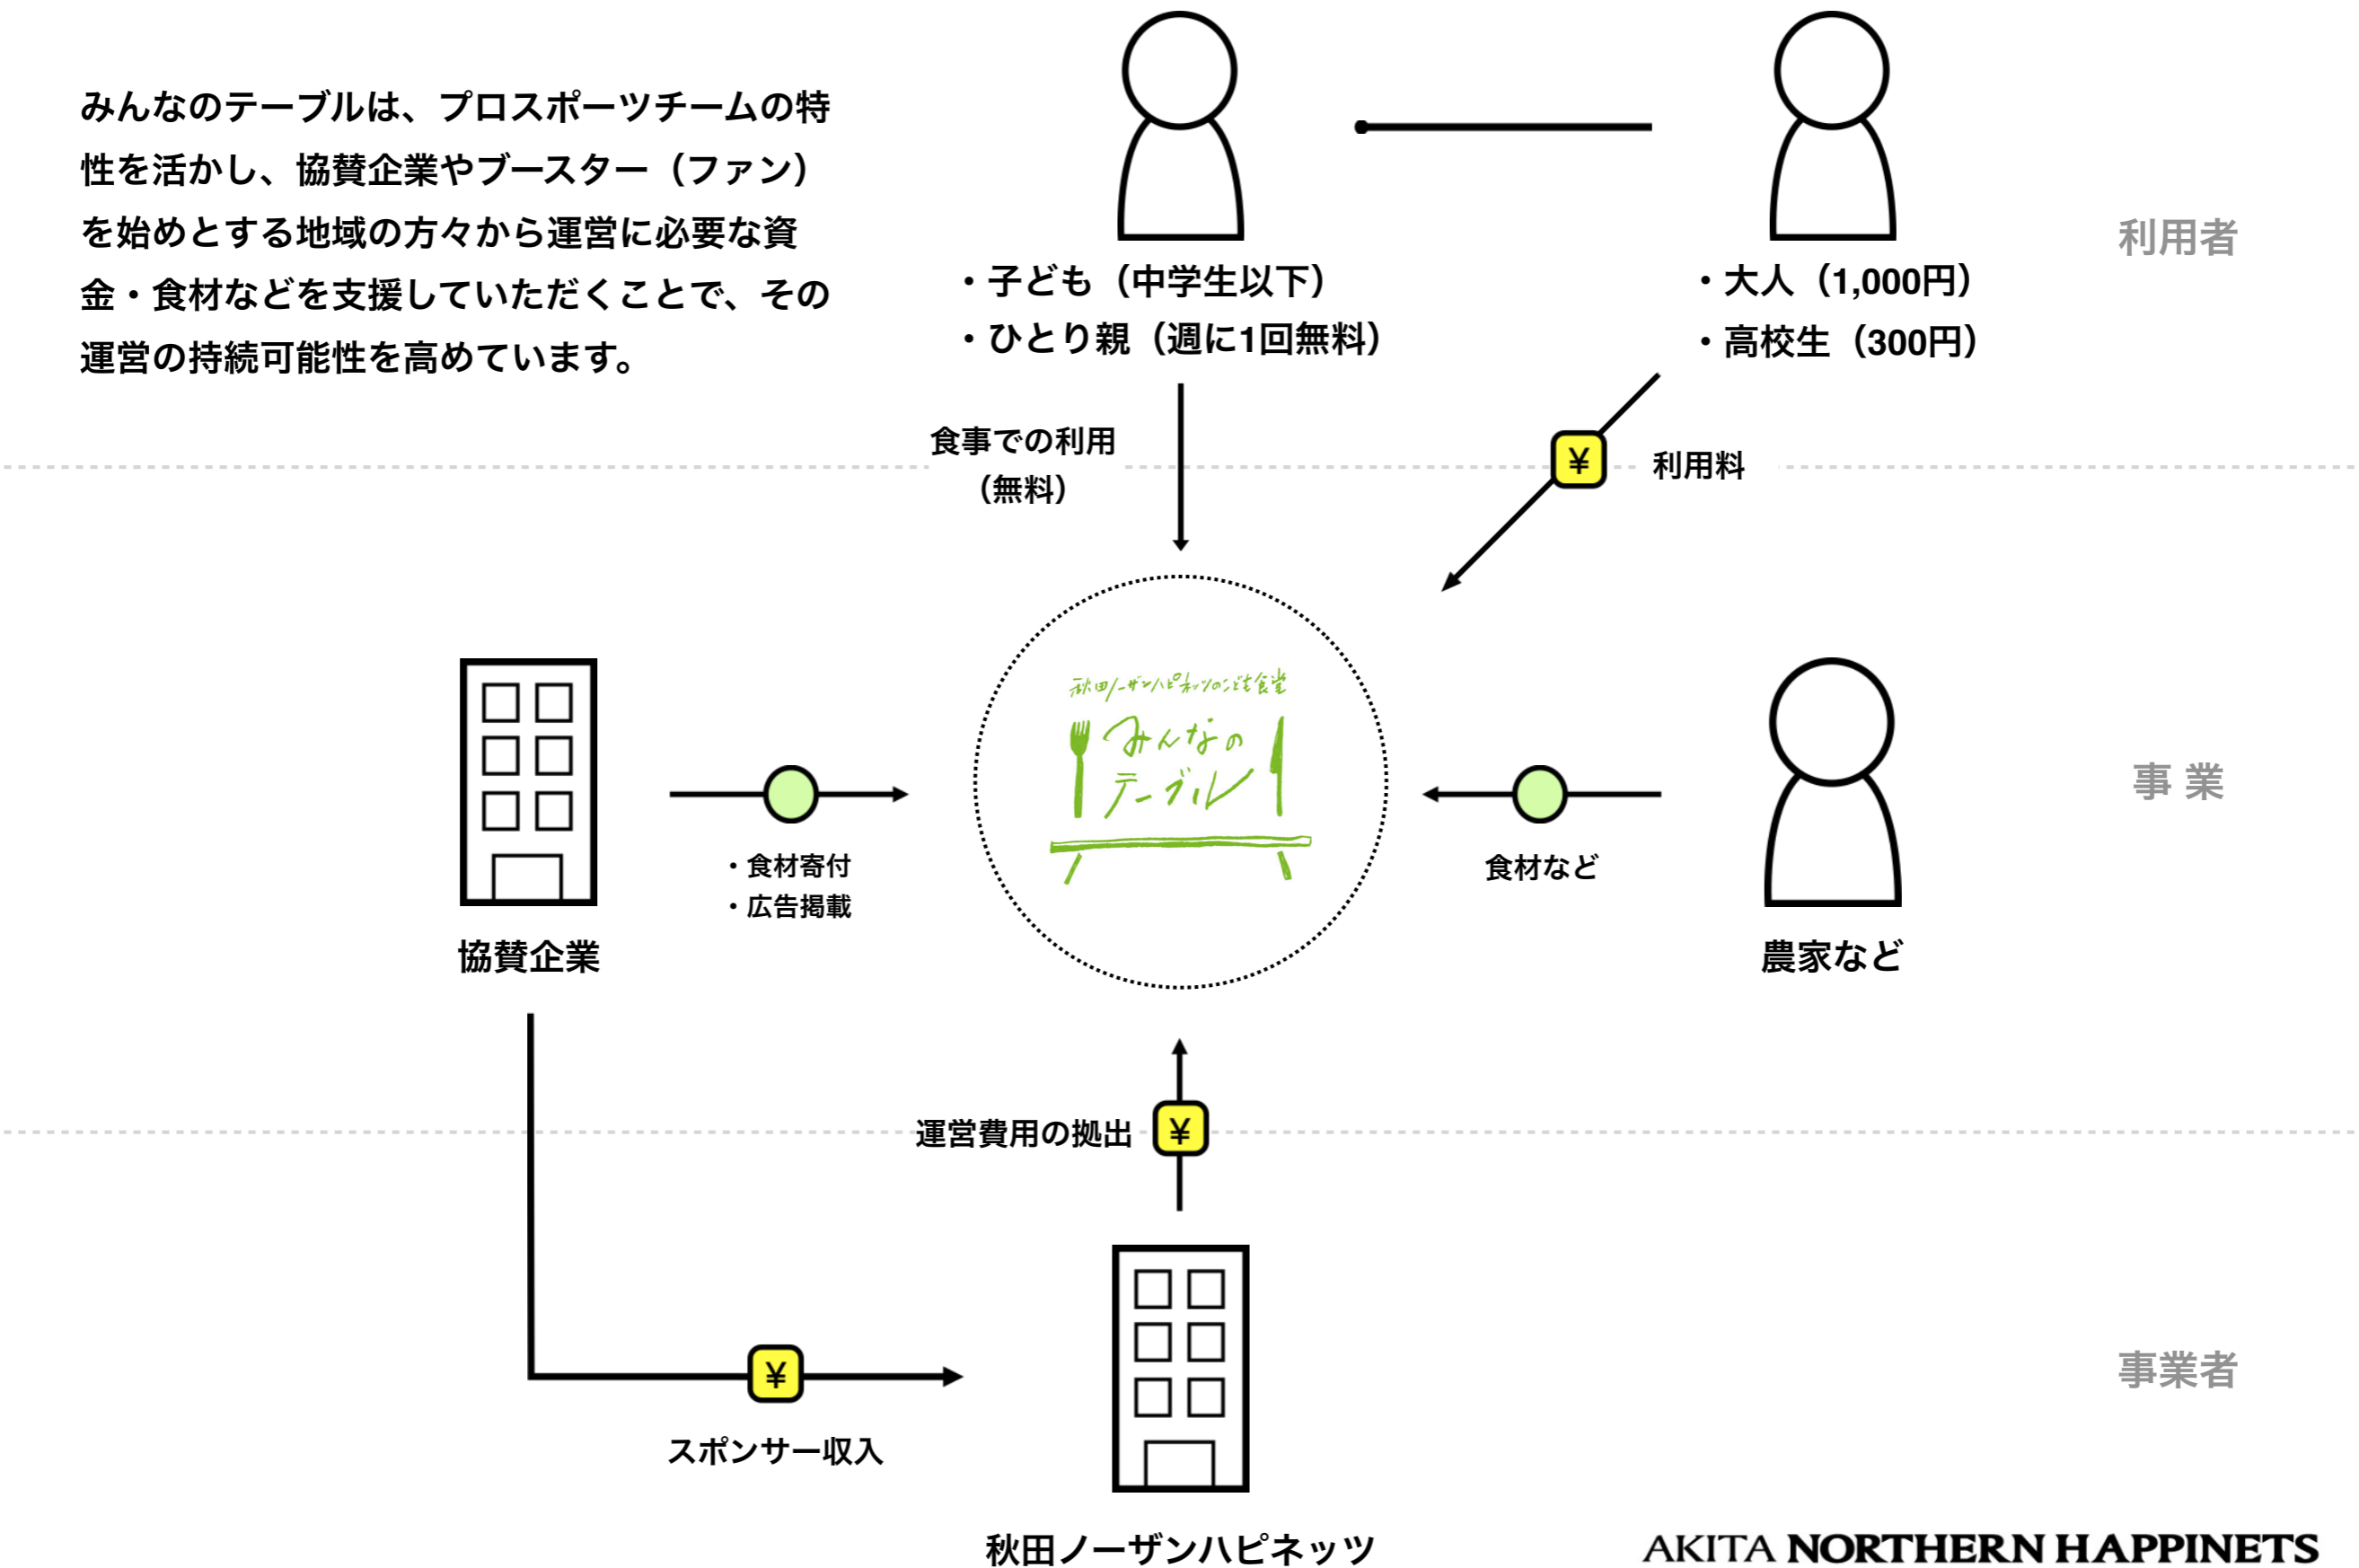 みんなのテーブルは、プロスポーツチームの特
性を活かし、協賛企業やブースター（ファン）
を始めとする地域の方々から運営に必要な資
金・食材などを支援していただくことで、その
運営の持続可能性を高めています。
・子ども（中学生以下）
・ひとり親（週に1回無料）
・大人（1,000円）
・高校生（300円）
利用者
食事での利用
（無料）
¥
利用料
秋田ノーザンハピネッツのこども食堂
みんなの
テーブル
事 業
・食材寄付
・広告掲載
食材など
協賛企業
農家など
運営費用の拠出
¥
¥
スポンサー収入
事業者
秋田ノーザンハピネッツ
AKITA NORTHERN HAPPINETS